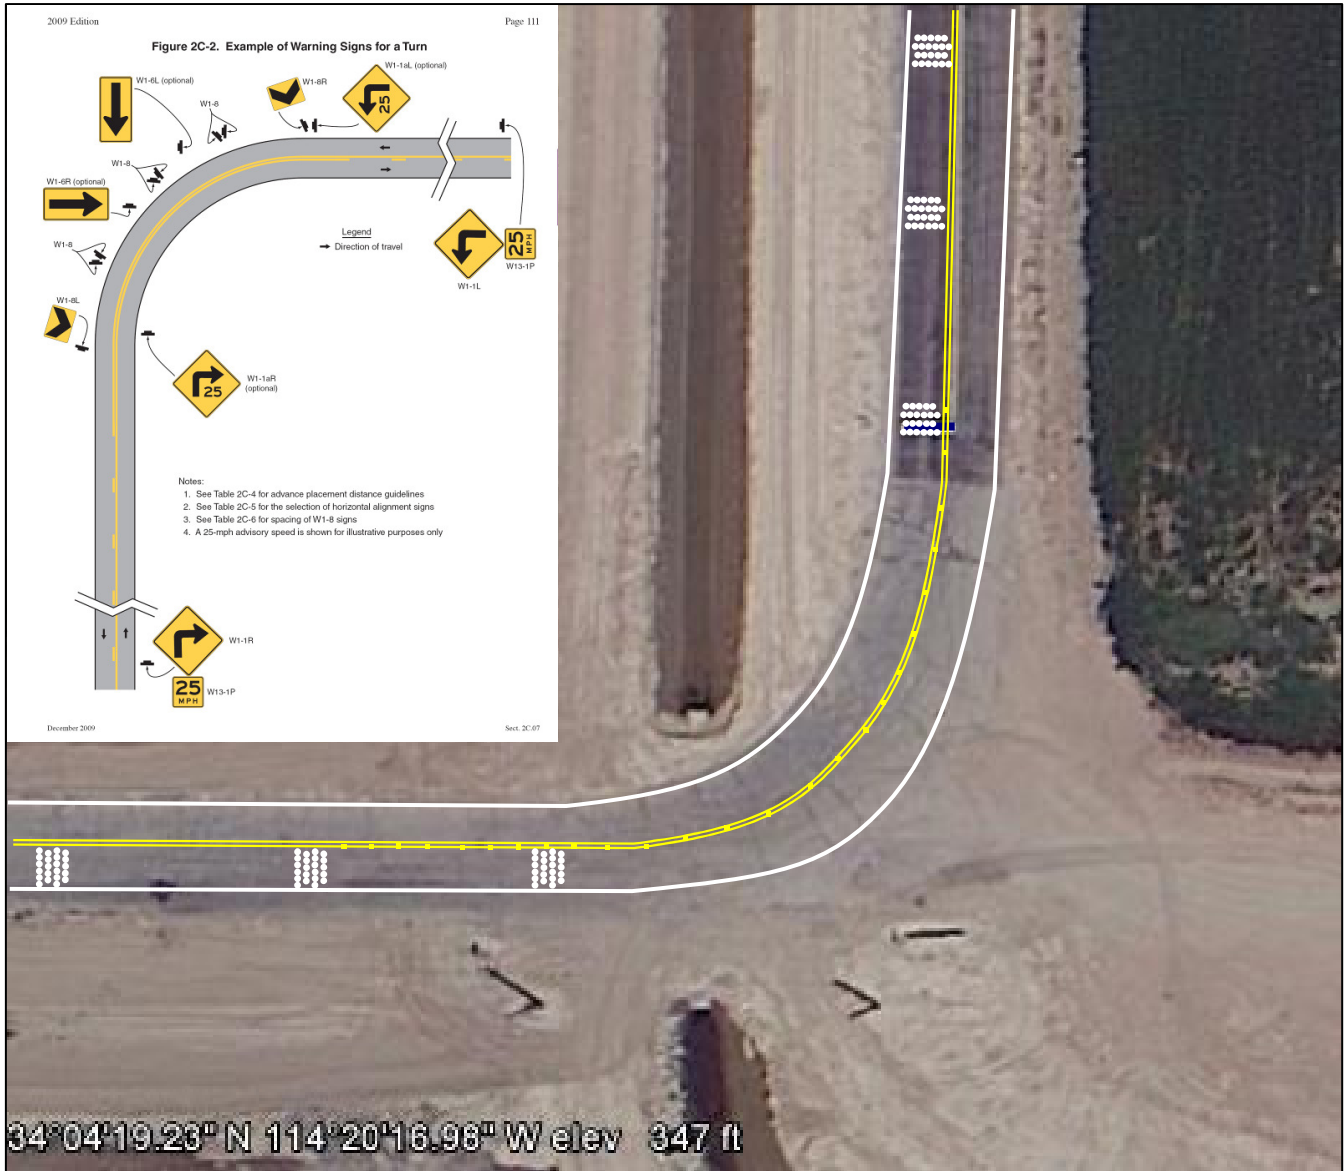 2009 Edition Page 111
Figure 2C-2. Example of Warning Signs for a Turn
W1-6L (optional)
W1-8
W1-8R
W1-1aL (optional)
25
W1-8
W1-6R (optional)
W1-8
W1-8L
Legend
Direction of travel
W1-1L
25
MPH
W13-1P
25
W1-1aR
(optional)
Notes:
1. See Table 2C-4 for advance placement distance guidelines
2. See Table 2C-5 for the selection of horizontal alignment signs
3. See Table 2C-6 for spacing of W1-8 signs
4. A 25-mph advisory speed is shown for illustrative purposes only
W1-1R
25
MPH
W13-1P
December 2009 Sect. 2C.07
34°04'19.23" N 114°20'16.98" W elev 347 ft